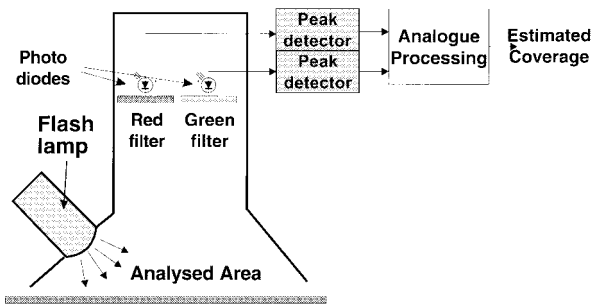 Peak
detector
Peak
detector
Analogue
Processing
Estimated
Coverage
Photo
diodes
Red
filter
Green
filter
Flash
lamp
Analysed Area